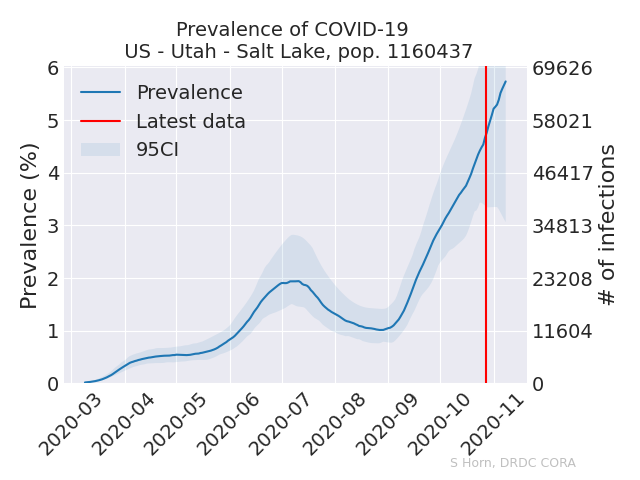 Prevalence of COVID-19
US - Utah - Salt Lake, pop. 1160437
Prevalence
Latest data
95CI
Prevalence (%)
6
5
4
3
2
1
0
69626
58021
46417
34813
23208
11604
0
# of infections
2020-03
2020-04
2020-05
2020-06
2020-07
2020-08
2020-09
2020-10
2020-11
S Horn, DRDC CORA